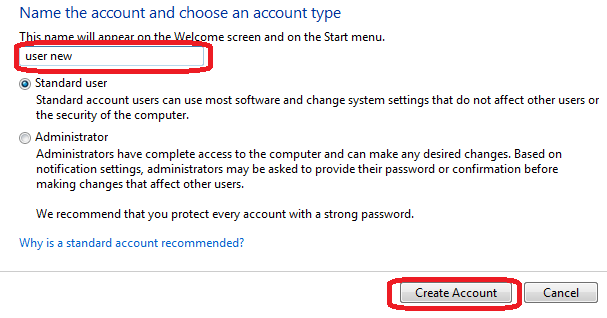 Name the account and choose an account type
This name will appear on the Welcome screen and on the Start menu.
user new
Standard user
Standard account users can use most software and change system settings that do not affect other users or
the security of the computer.
Administrator
Administrators have complete access to the computer and can make any desired changes. Based on
notification settings, administrators may be asked to provide their password or confirmation before
making changes that affect other users.
We recommend that you protect every account with a strong password.
Why is a standard account recommended?
Create Account Cancel